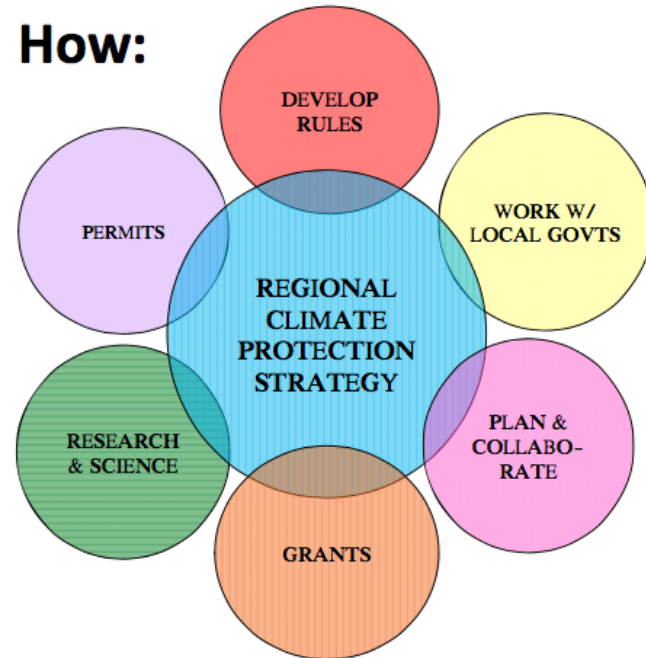 How:
DEVELOP
RULES
WORK W/
LOCAL GOVTS
PERMITS
REGIONAL
CLIMATE
PROTECTION
STRATEGY
PLAN &
COLLABO-
RATE
RESEARCH
& SCIENCE
GRANTS